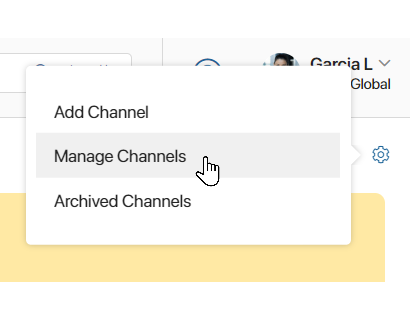 Garcia L
Global
Add Channel
Manage Channels
Archived Channels